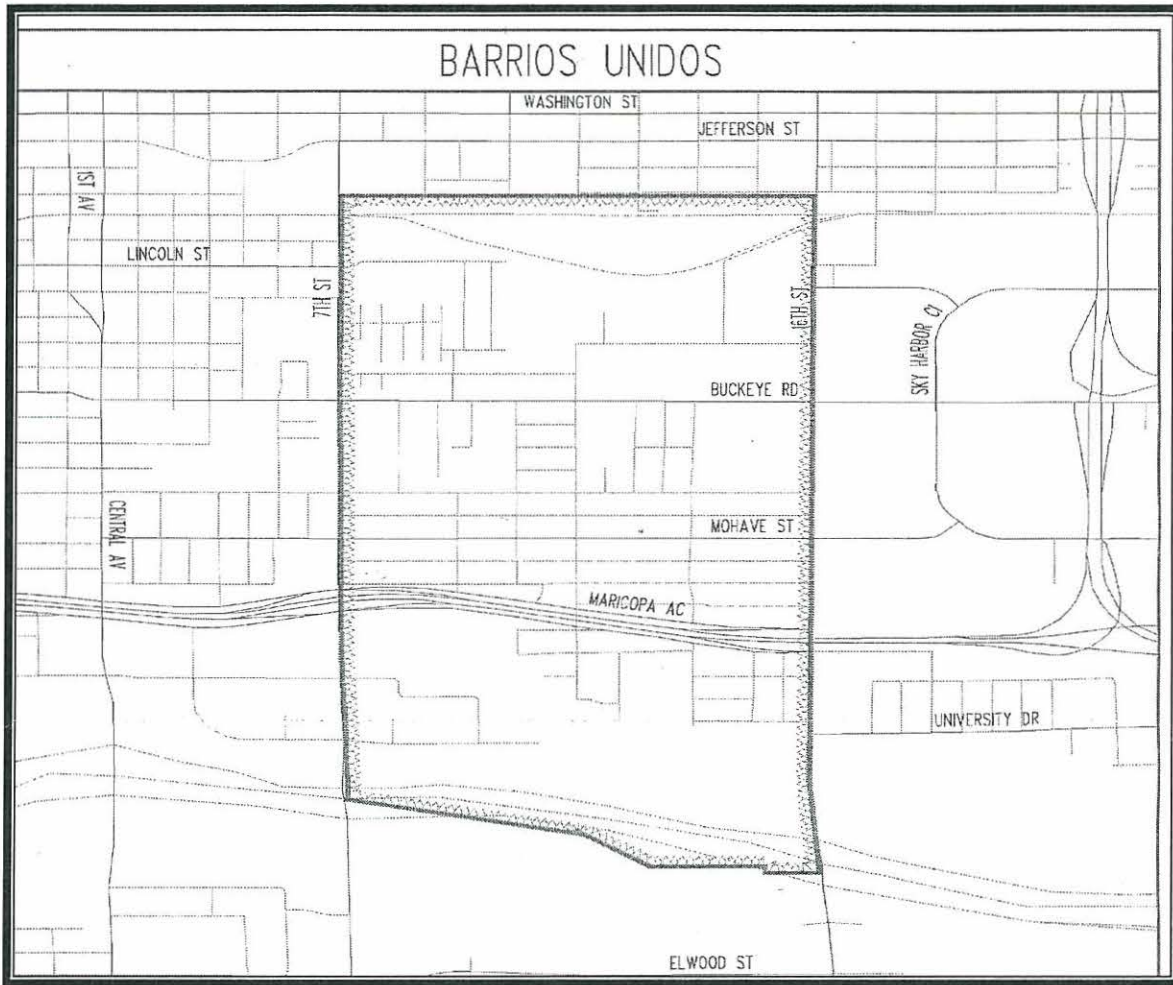 BARRIOS UNIDOS
WASHINGTON ST
JEFFERSON ST
1ST AV
LINCOLN ST
7TH ST
16TH ST
SKY HARBOR CI
BUCKEYE RD
CENTRAL AV
MOHAVE ST
MARICOPA AC
UNIVERSITY DR
ELWOOD ST